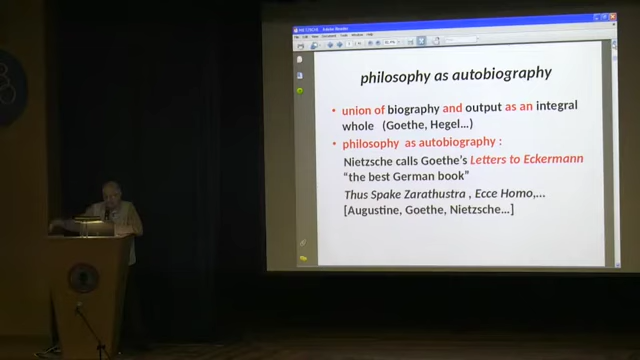 philosophy as autobiography
• union of biography and output as an integral
whole (Goethe, Hegel...)
• philosophy as autobiography :
Nietzsche calls Goethe's Letters to Eckermann
"the best German book"
Thus Spake Zarathustra , Ecce Homo,...
[Augustine, Goethe, Nietzsche...]